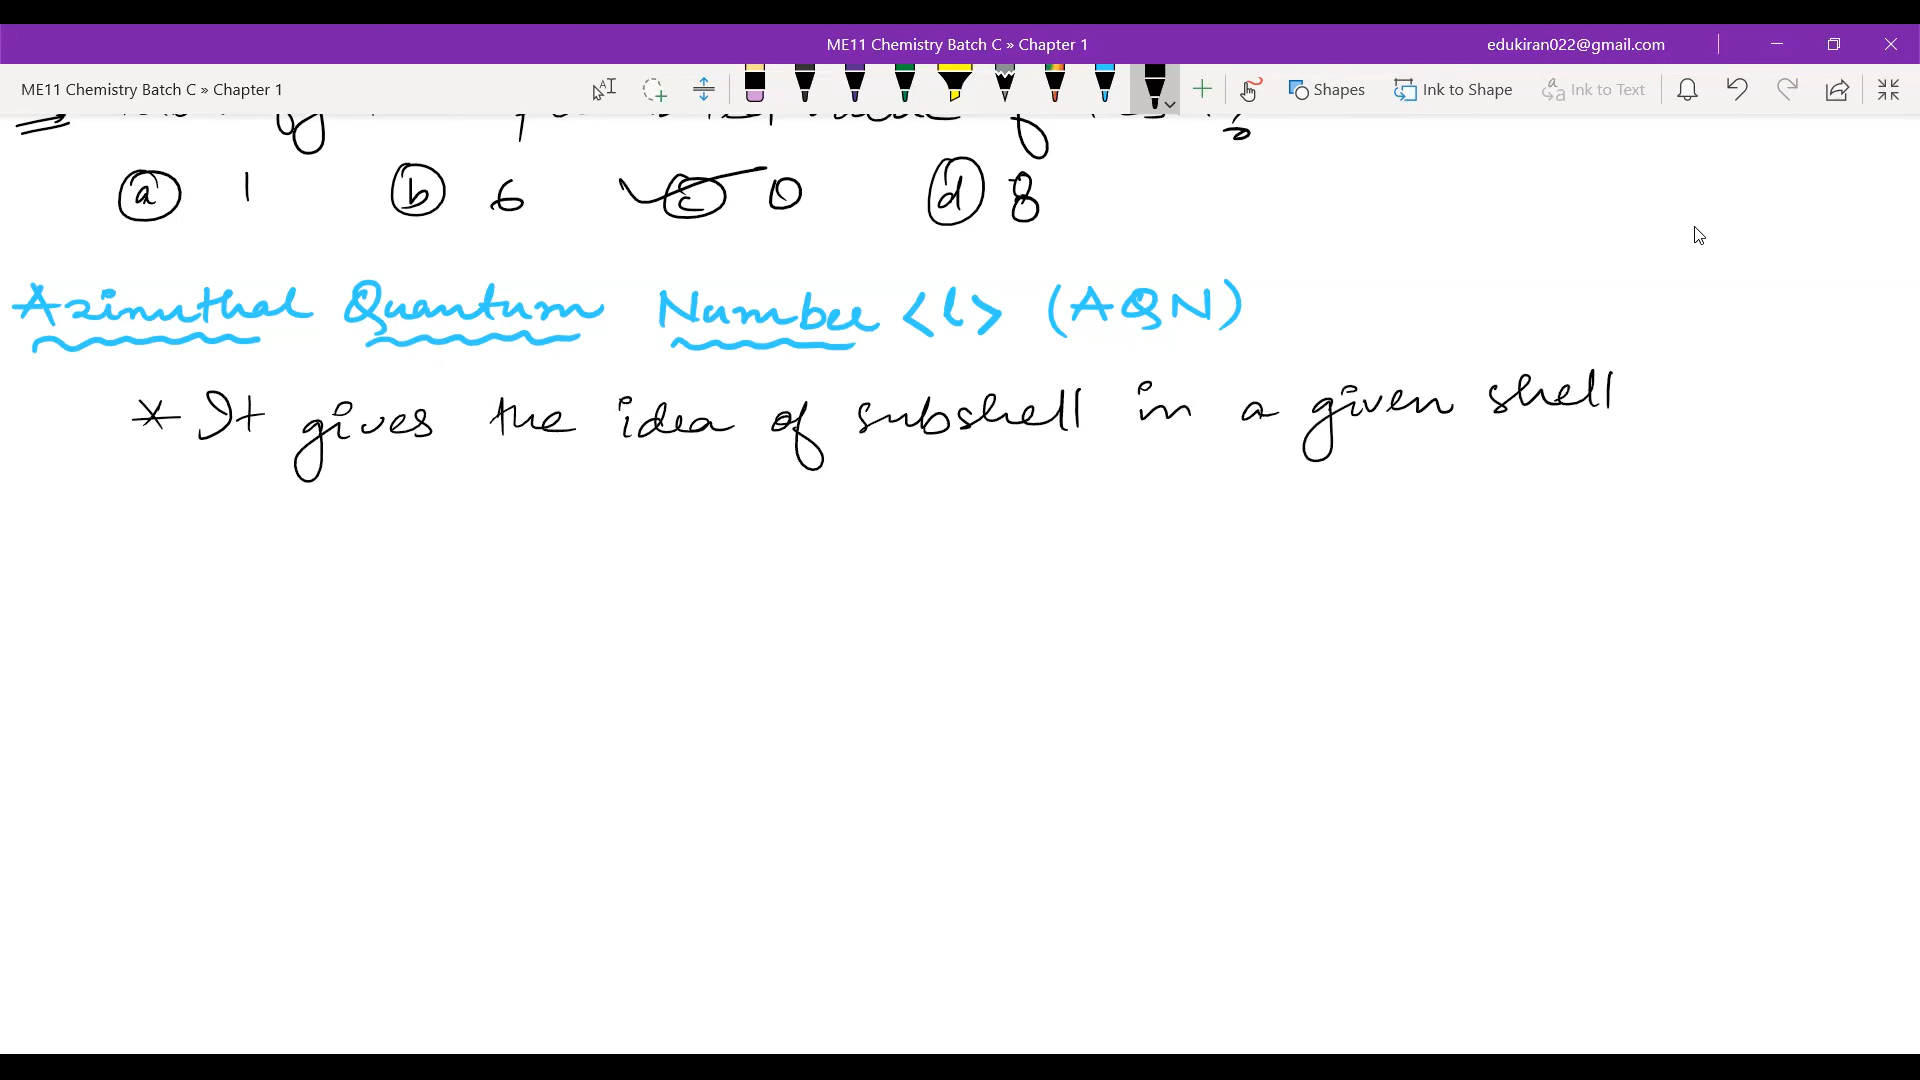 ME11 Chemistry Batch C » Chapter 1
edukiran022@gmail.com
ME11 Chemistry Batch C » Chapter 1
Shapes
Ink to Shape
Ink to Text
(a) 1 (b) 6 (c) 0 (d) 8
Azimuthal Quantum Number <l> (AQN)
* It gives the idea of subshell in a given shell